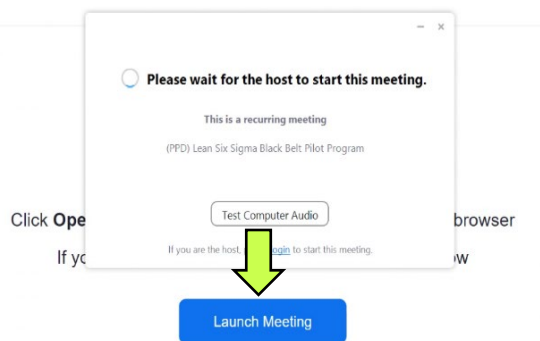 Please wait for the host to start this meeting.
This is a recurring meeting
(PPD) Lean Six Sigma Black Belt Pilot Program
Test Computer Audio
Click Ope browser
If you are the host, login to start this meeting.
If yo ow
Launch Meeting